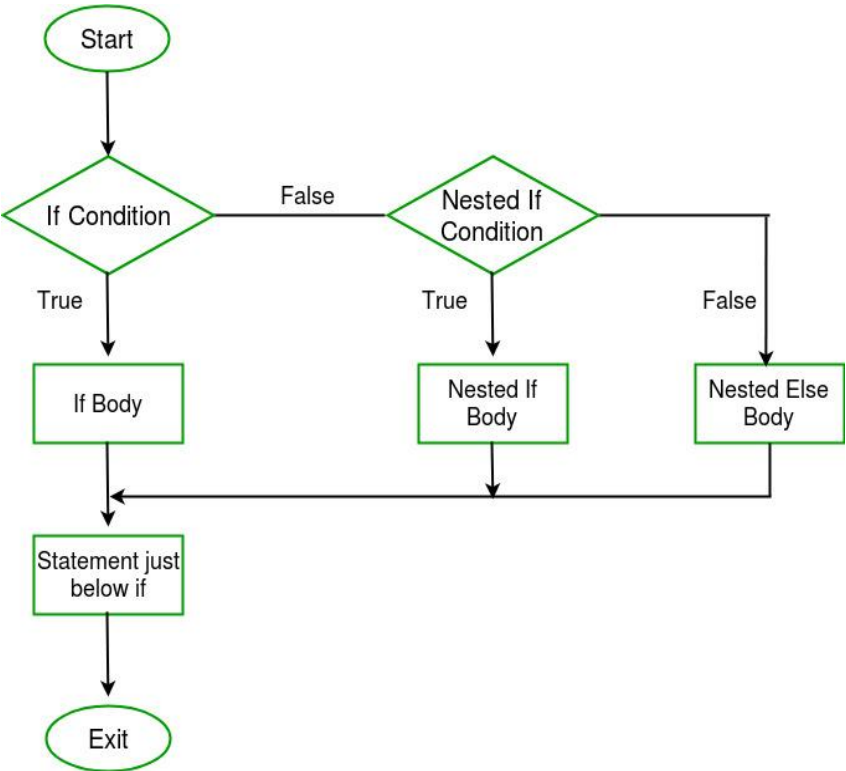 Start
If Condition
False
Nested If
Condition
True
True
False
If Body
Nested If
Body
Nested Else
Body
Statement just
below if
Exit